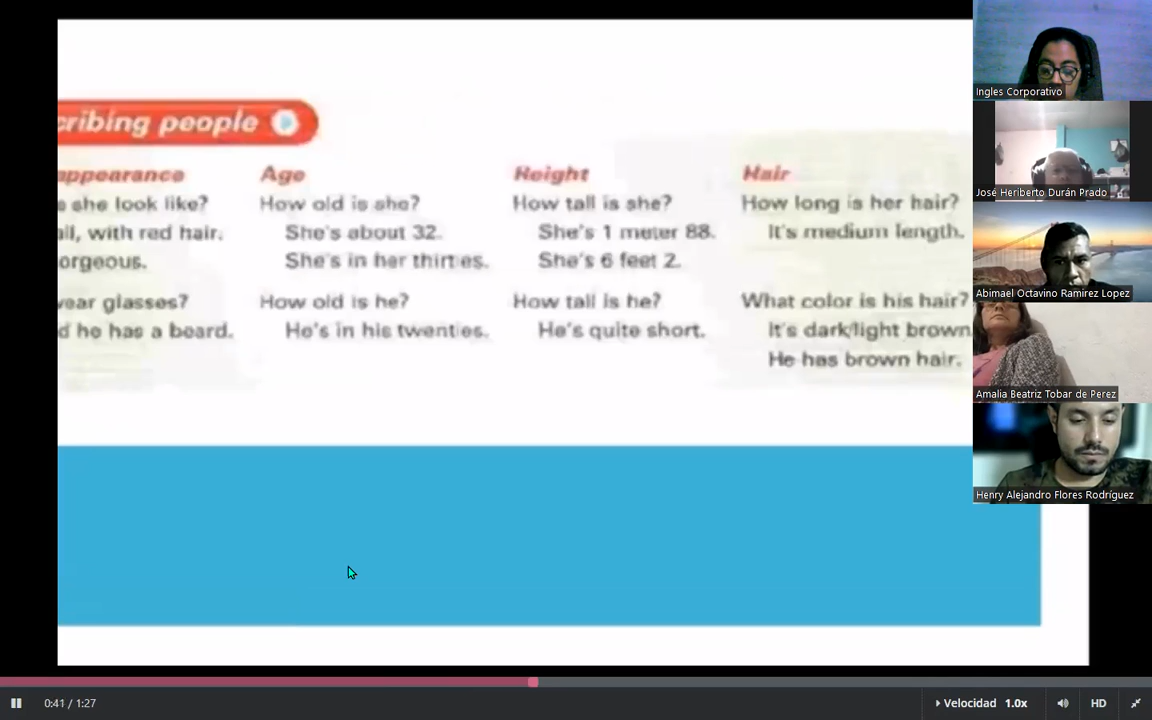 cribing people
appearance
Age
Height
Hair
she look like?
How old is she?
How tall is she?
How long is her hair?
all, with red hair.
She's about 32.
She's 1 meter 88.
It's medium length.
orgeous.
She's in her thirties.
She's 6 feet 2.
wear glasses?
How old is he?
How tall is he?
What color is his hair?
d he has a beard.
He's in his twenties.
He's quite short.
It's dark/light brown
He has brown hair.
Ingles Corporativo
José Heriberto Durán Prado
Abimael Octavino Ramirez Lopez
Amalia Beatriz Tobar de Perez
Henry Alejandro Flores Rodríguez
0:41 / 1:27
Velocidad 1.0x
HD